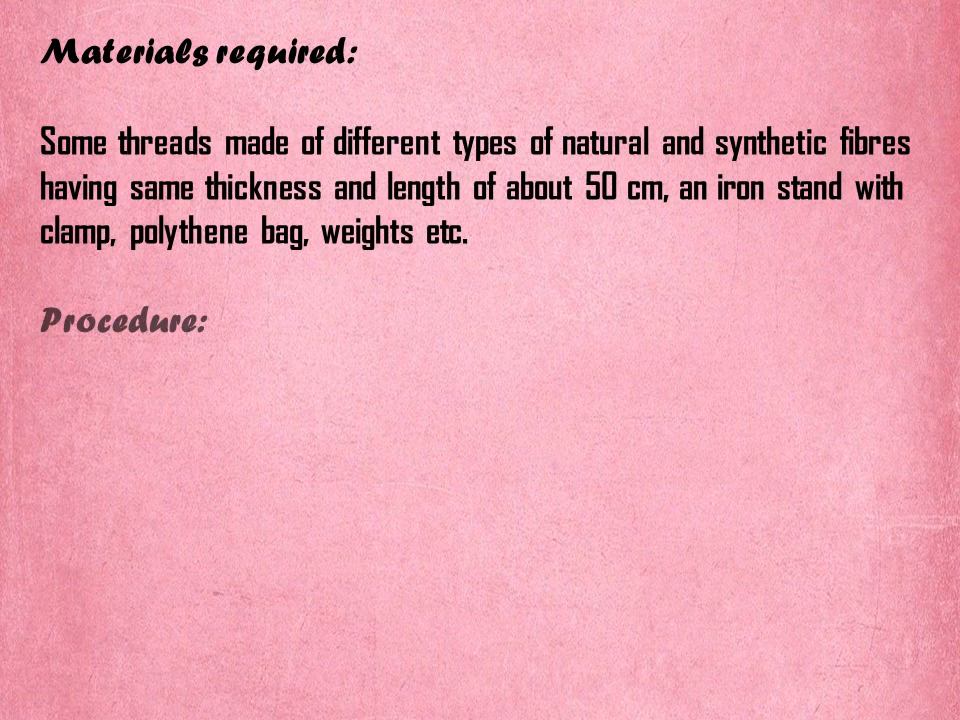 Materials required:
Some threads made of different types of natural and synthetic fibres
having same thickness and length of about 50 cm, an iron stand with
clamp, polythene bag, weights etc.
Procedure: